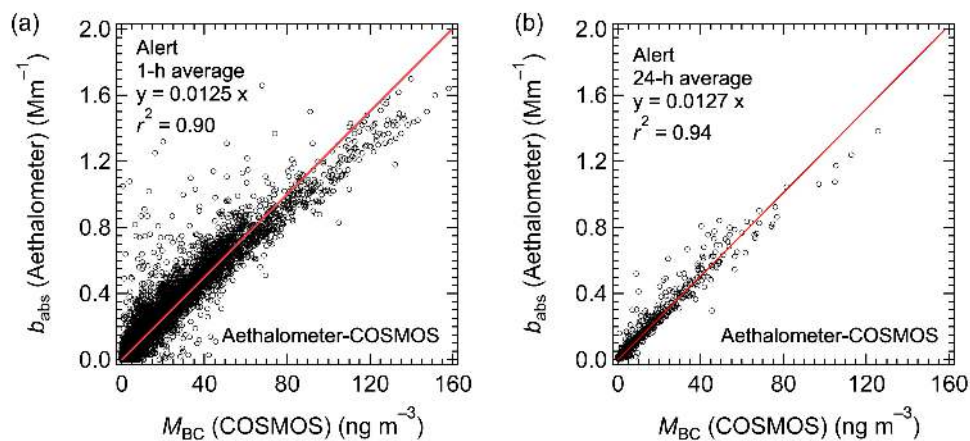 (a)
2.0
1.6
1.2
0.8
0.4
0.0
b_abs (Aethalometer) (Mm⁻¹)
Alert
1-h average
y = 0.0125 x
r² = 0.90
Aethalometer-COSMOS
0 40 80 120 160
M_BC (COSMOS) (ng m⁻³)
(b)
2.0
1.6
1.2
0.8
0.4
0.0
b_abs (Aethalometer) (Mm⁻¹)
Alert
24-h average
y = 0.0127 x
r² = 0.94
Aethalometer-COSMOS
0 40 80 120 160
M_BC (COSMOS) (ng m⁻³)